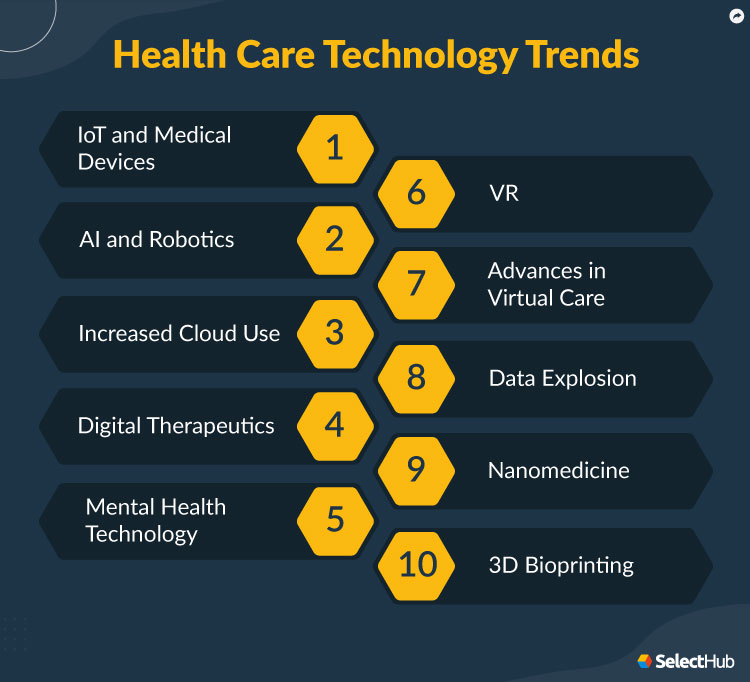 Health Care Technology Trends
IoT and Medical
Devices
1
AI and Robotics
2
Increased Cloud Use
3
Digital Therapeutics
4
Mental Health
Technology
5
6
VR
7
Advances in
Virtual Care
8
Data Explosion
9
Nanomedicine
10
3D Bioprinting
SelectHub